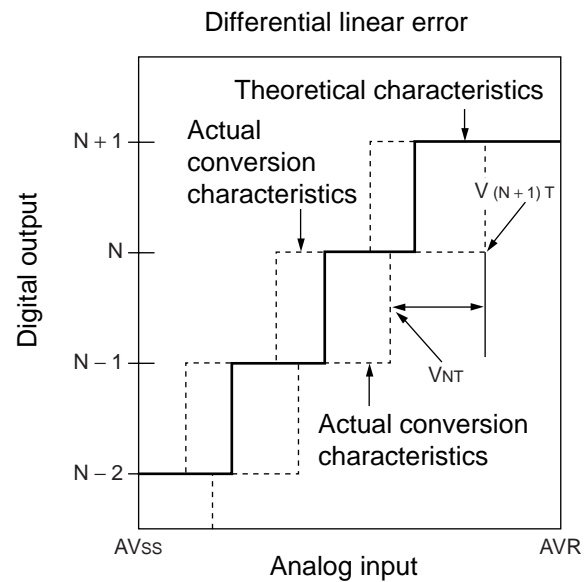 Differential linear error
Theoretical characteristics
N + 1
Actual
conversion
characteristics
V (N + 1) T
Digital output
N
N − 1
VNT
Actual conversion
characteristics
N − 2
AVSS
Analog input
AVR